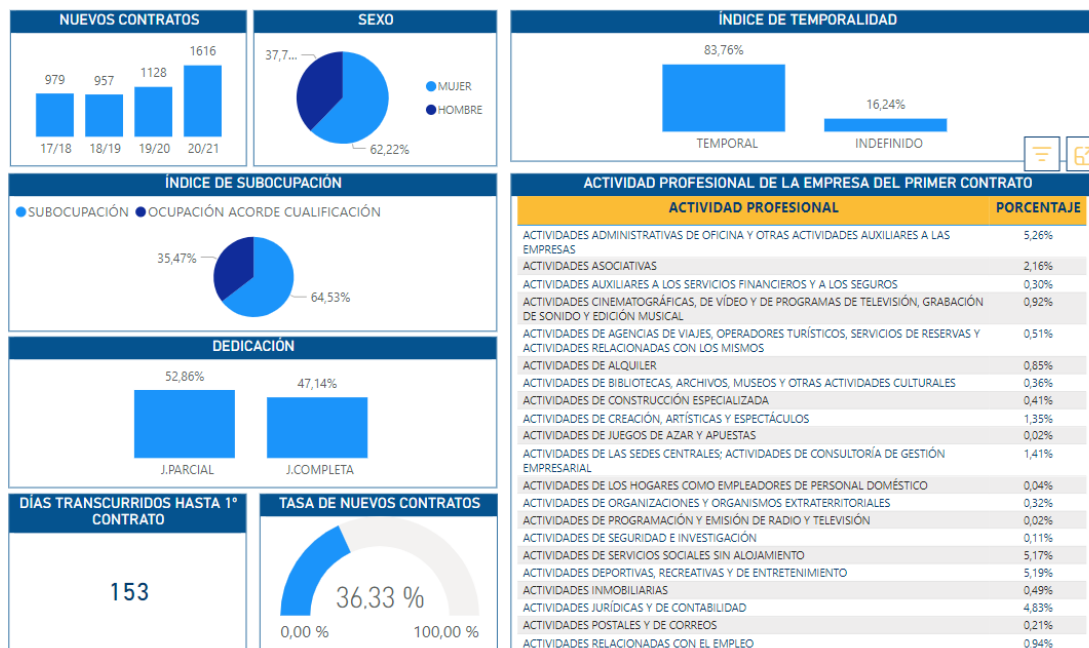 NUEVOS CONTRATOS
979
957
1128
1616
17/18
18/19
19/20
20/21
SEXO
37,7...
62,22%
MUJER
HOMBRE
ÍNDICE DE TEMPORALIDAD
83,76%
16,24%
TEMPORAL
INDEFINIDO
ÍNDICE DE SUBOCUPACIÓN
SUBOCUPACIÓN
OCUPACIÓN ACORDE CUALIFICACIÓN
35,47%
64,53%
DEDICACIÓN
52,86%
47,14%
J.PARCIAL
J.COMPLETA
DÍAS TRANSCURRIDOS HASTA 1º
CONTRATO
153
TASA DE NUEVOS CONTRATOS
36,33 %
0,00 %
100,00 %
ACTIVIDAD PROFESIONAL DE LA EMPRESA DEL PRIMER CONTRATO
ACTIVIDAD PROFESIONAL PORCENTAJE
ACTIVIDADES ADMINISTRATIVAS DE OFICINA Y OTRAS ACTIVIDADES AUXILIARES A LAS 5,26%
EMPRESAS
ACTIVIDADES ASOCIATIVAS 2,16%
ACTIVIDADES AUXILIARES A LOS SERVICIOS FINANCIEROS Y A LOS SEGUROS 0,30%
ACTIVIDADES CINEMATOGRÁFICAS, DE VÍDEO Y DE PROGRAMAS DE TELEVISIÓN, GRABACIÓN 0,92%
DE SONIDO Y EDICIÓN MUSICAL
ACTIVIDADES DE AGENCIAS DE VIAJES, OPERADORES TURÍSTICOS, SERVICIOS DE RESERVAS Y 0,51%
ACTIVIDADES RELACIONADAS CON LOS MISMOS
ACTIVIDADES DE ALQUILER 0,85%
ACTIVIDADES DE BIBLIOTECAS, ARCHIVOS, MUSEOS Y OTRAS ACTIVIDADES CULTURALES 0,36%
ACTIVIDADES DE CONSTRUCCIÓN ESPECIALIZADA 0,41%
ACTIVIDADES DE CREACIÓN, ARTÍSTICAS Y ESPECTÁCULOS 1,35%
ACTIVIDADES DE JUEGOS DE AZAR Y APUESTAS 0,02%
ACTIVIDADES DE LAS SEDES CENTRALES; ACTIVIDADES DE CONSULTORÍA DE GESTIÓN 1,41%
EMPRESARIAL
ACTIVIDADES DE LOS HOGARES COMO EMPLEADORES DE PERSONAL DOMÉSTICO 0,04%
ACTIVIDADES DE ORGANIZACIONES Y ORGANISMOS EXTRATERRITORIALES 0,32%
ACTIVIDADES DE PROGRAMACIÓN Y EMISIÓN DE RADIO Y TELEVISIÓN 0,02%
ACTIVIDADES DE SEGURIDAD E INVESTIGACIÓN 0,11%
ACTIVIDADES DE SERVICIOS SOCIALES SIN ALOJAMIENTO 5,17%
ACTIVIDADES DEPORTIVAS, RECREATIVAS Y DE ENTRETENIMIENTO 5,19%
ACTIVIDADES INMOBILIARIAS 0,49%
ACTIVIDADES JURÍDICAS Y DE CONTABILIDAD 4,83%
ACTIVIDADES POSTALES Y DE CORREOS 0,21%
ACTIVIDADES RELACIONADAS CON EL EMPLEO 0,94%